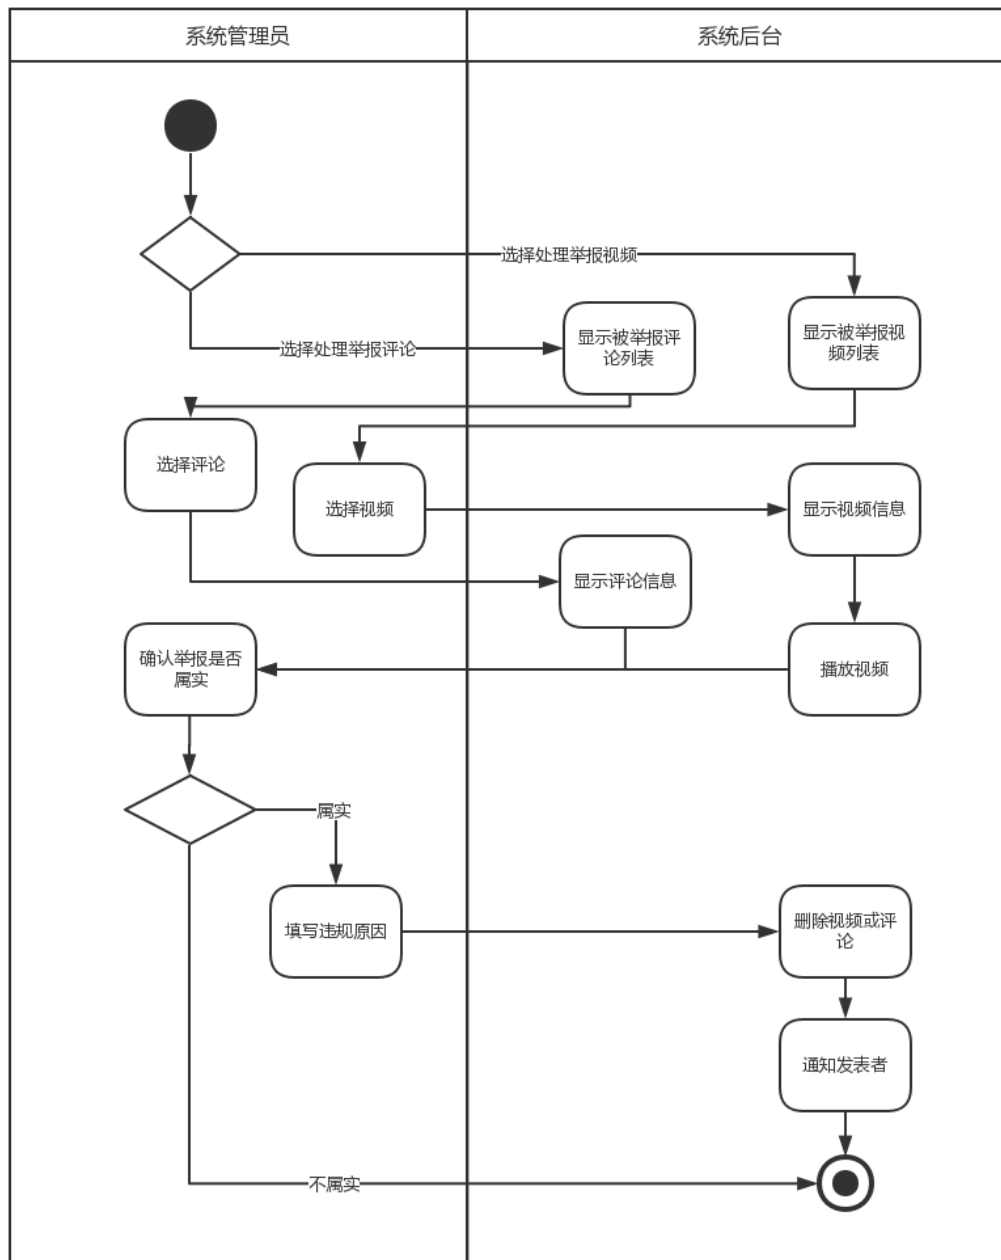 系统管理员
系统后台
选择处理举报视频
显示被举报评
论列表
显示被举报视
频列表
选择处理举报评论
选择评论
选择视频
显示视频信息
显示评论信息
确认举报是否
属实
播放视频
属实
填写违规原因
删除视频或评
论
通知发表者
不属实